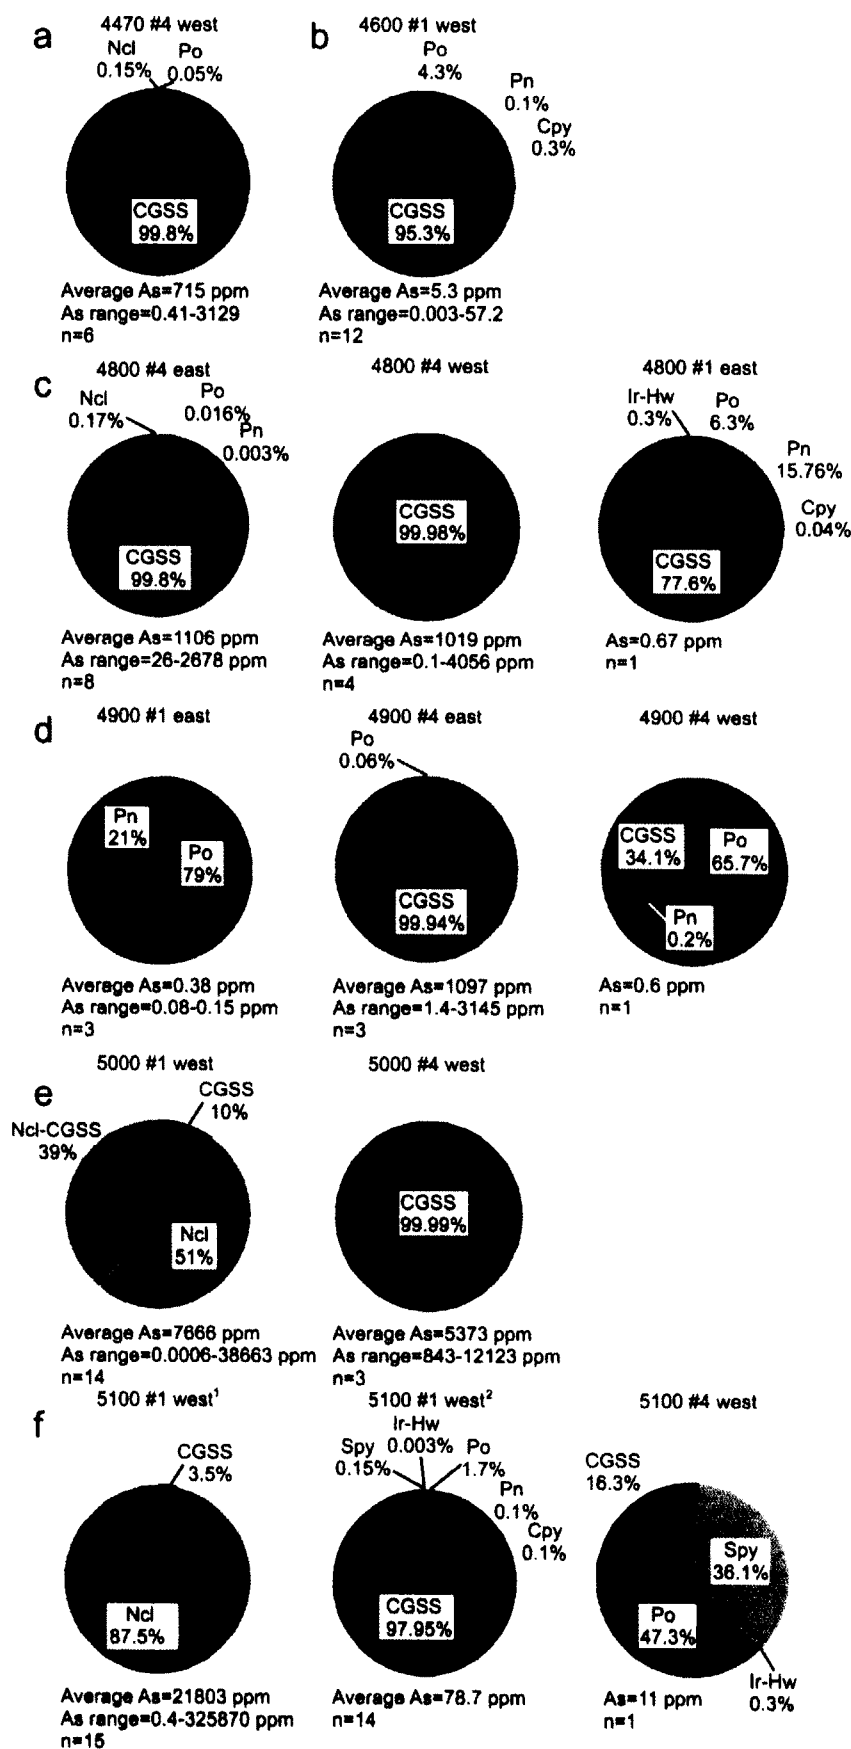 a
4470 #4 west
Ncl
0.15%
Po
0.05%
CGSS
99.8%
Average As=715 ppm
As range=0.41-3129
n=6
b
4600 #1 west
Po
4.3%
Pn
0.1%
Cpy
0.3%
CGSS
95.3%
Average As=5.3 ppm
As range=0.003-57.2
n=12
c
4800 #4 east
Ncl
0.17%
Po
0.016%
Pn
0.003%
CGSS
99.8%
Average As=1106 ppm
As range=26-2678 ppm
n=8
4800 #4 west
CGSS
99.98%
Average As=1019 ppm
As range=0.1-4056 ppm
n=4
4800 #1 east
Ir-Hw
0.3%
Po
6.3%
Pn
15.76%
Cpy
0.04%
CGSS
77.6%
As=0.67 ppm
n=1
d
4900 #1 east
Pn
21%
Po
79%
Average As=0.38 ppm
As range=0.08-0.15 ppm
n=3
4900 #4 east
Po
0.06%
CGSS
99.94%
Average As=1097 ppm
As range=1.4-3145 ppm
n=3
4900 #4 west
CGSS
34.1%
Po
65.7%
Pn
0.2%
As=0.6 ppm
n=1
e
5000 #1 west
CGSS
10%
Ncl-CGSS
39%
Ncl
51%
Average As=7666 ppm
As range=0.0006-38663 ppm
n=14
5000 #4 west
CGSS
99.99%
Average As=5373 ppm
As range=843-12123 ppm
n=3
f
5100 #1 west¹
CGSS
3.5%
Ncl
87.5%
Average As=21803 ppm
As range=0.4-325870 ppm
n=15
5100 #1 west²
Ir-Hw
0.003%
Spy
0.15%
Po
1.7%
Pn
0.1%
Cpy
0.1%
CGSS
97.95%
Average As=78.7 ppm
n=14
5100 #4 west
CGSS
16.3%
Spy
36.1%
Po
47.3%
Ir-Hw
0.3%
As=11 ppm
n=1